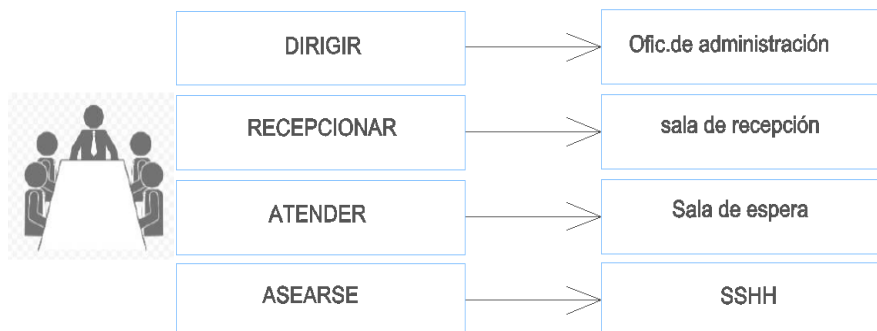 DIRIGIR
Ofic.de administración
RECEPCIONAR
sala de recepción
ATENDER
Sala de espera
ASEARSE
SSHH